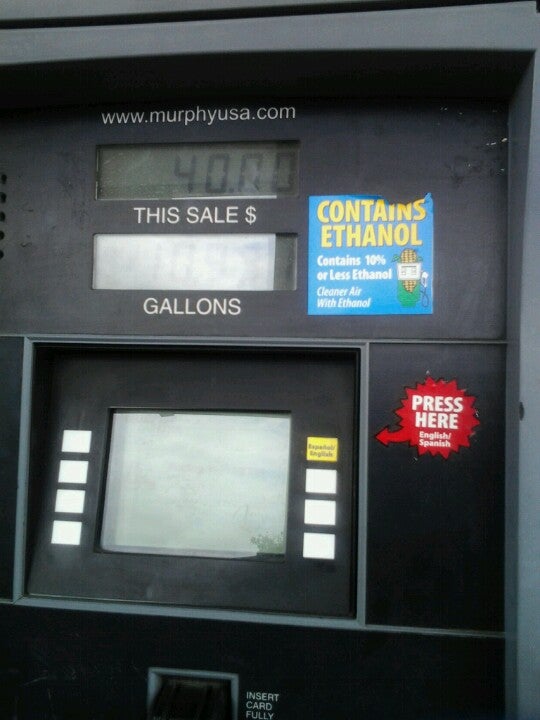 www.murphyusa.com
40.00
THIS SALE $
GALLONS
CONTAINS
ETHANOL
Contains 10%
or Less Ethanol
Cleaner Air
With Ethanol
Español/
English
PRESS
HERE
English/
Spanish
INSERT
CARD
FULLY